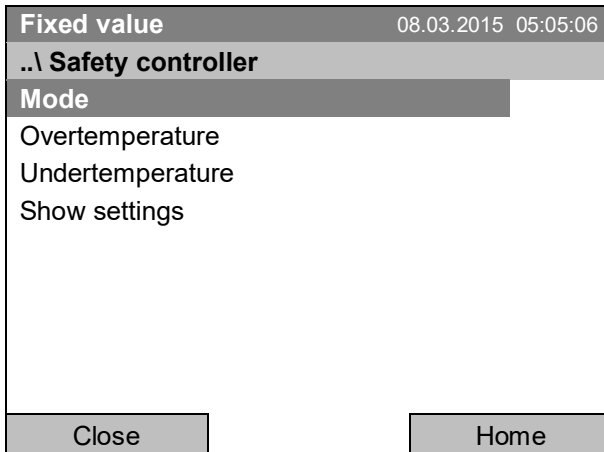 Fixed value 08.03.2015 05:05:06
..\ Safety controller
Mode
Overtemperature
Undertemperature
Show settings
Close Home